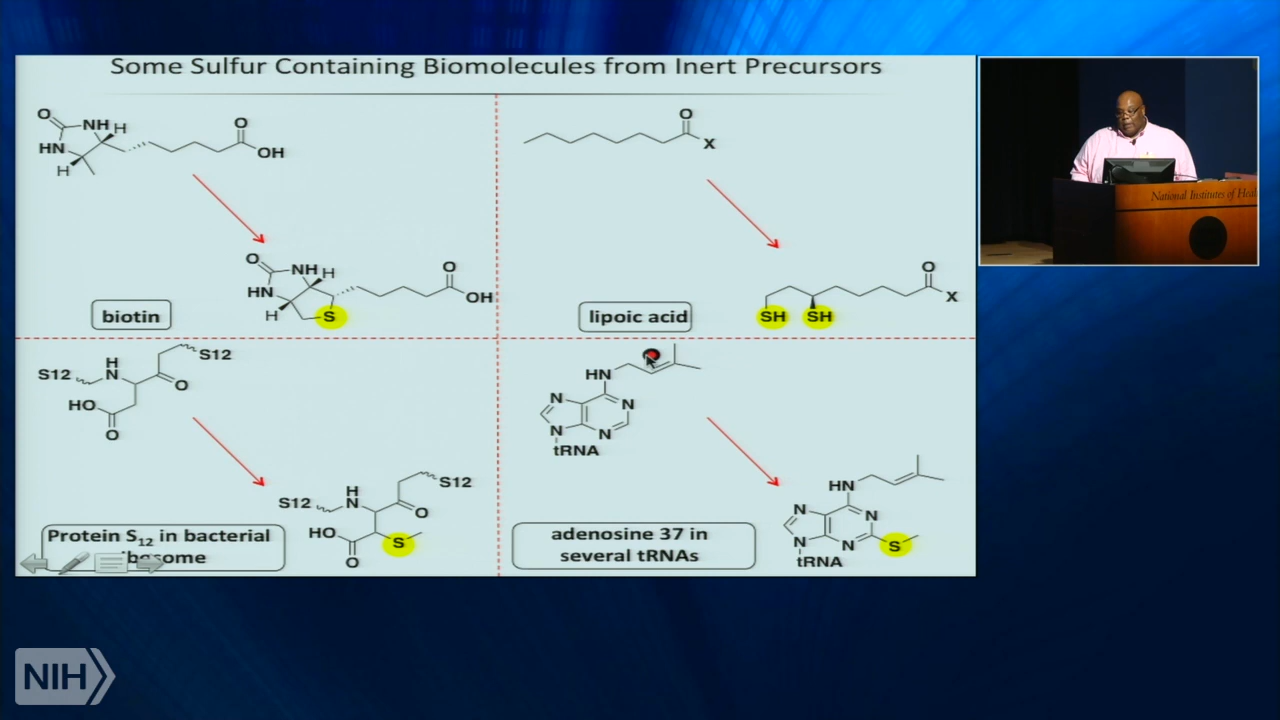 Some Sulfur Containing Biomolecules from Inert Precursors
O
NH
H
HN
H
O
OH
O
NH
H
HN
H
S
O
OH
biotin
O
X
SH
SH
O
X
lipoic acid
S12
H
N
S12
O
HO
O
S12
H
N
S12
O
HO
S
O
Protein S12 in bacterial
HN
N
N
N
N
tRNA
HN
N
N
N
N
S
tRNA
adenosine 37 in
several tRNAs
National Institutes of
NIH